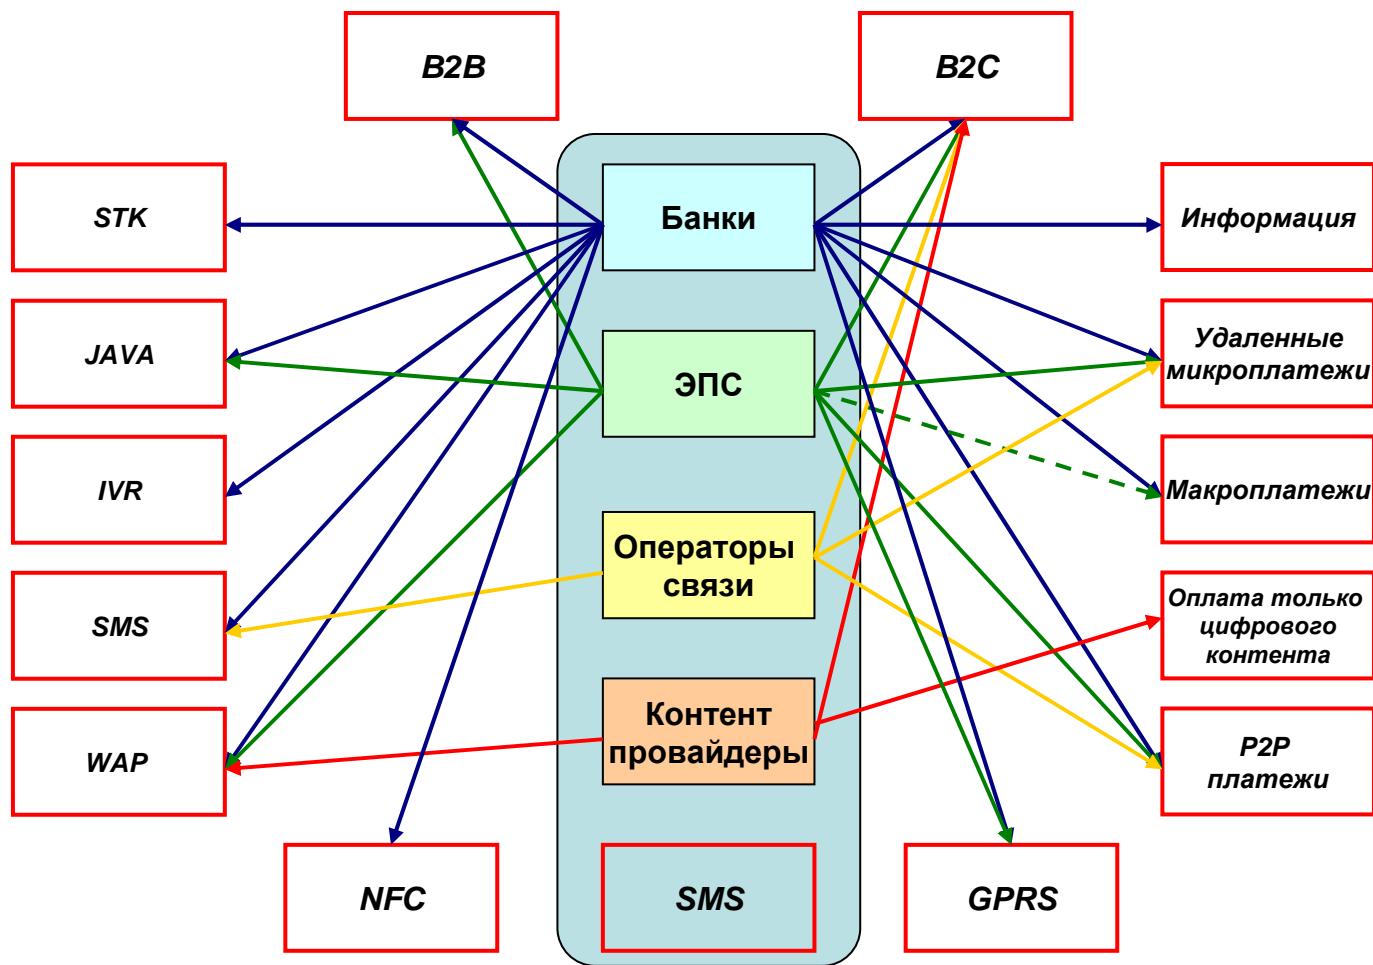 B2B
B2C
STK
Банки
Информация
JAVA
ЭПС
Удаленные
микроплатежи
IVR
Макроплатежи
SMS
Операторы
связи
Оплата только
цифрового
контента
WAP
Контент
провайдеры
P2P
платежи
NFC
SMS
GPRS